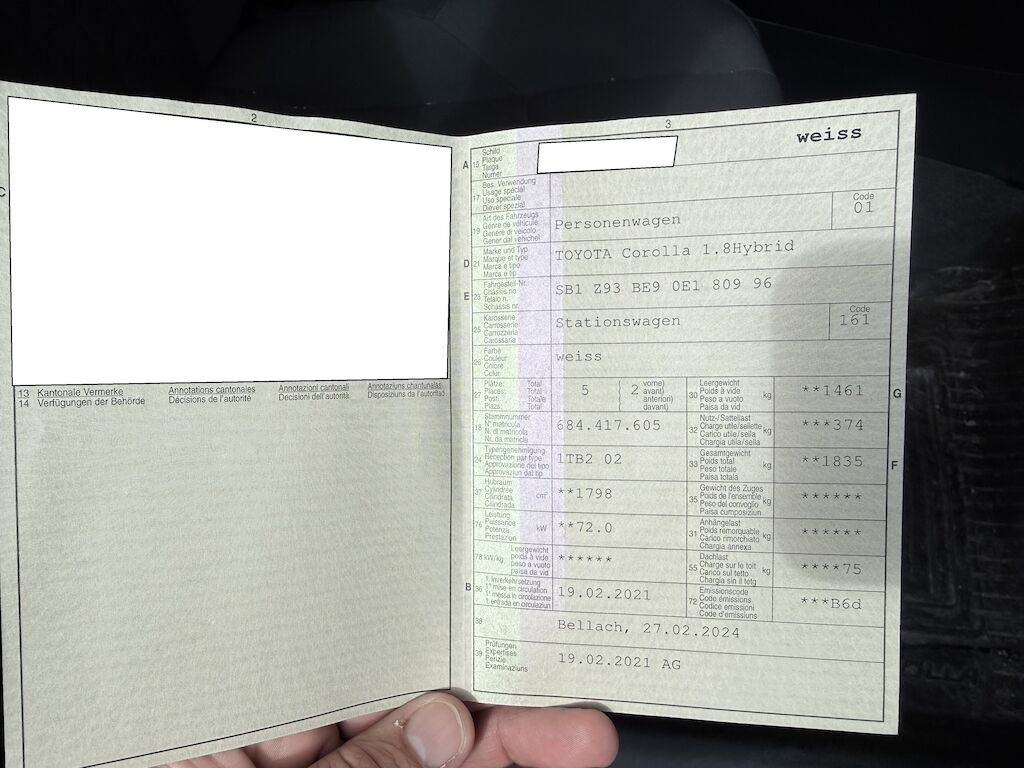 2
C
13 Kantonale Vermerke Annotations cantonales Annotazioni cantonali Annotaziuns chantunalas
14 Verfügungen der Behörde Décisions de l'autorité Decisioni dell'autorità Disposiziuns da l'autoritad
3
weiss
A 15 Schild
Plaque
Targa
Numer
17 Bes. Verwendung
Usage spécial
Uso speciale
Diever spezial
19 Art des Fahrzeugs
Genre de véhicule
Genere di veicolo
Gener dal vehichel
Personenwagen
Code
01
D 21 Marke und Typ
Marque et type
Marca e tipo
Marca e tip
TOYOTA Corolla 1.8Hybrid
E 23 Fahrgestell-Nr.
Châssis no
Telaio n.
Schassis nr.
SB1 Z93 BE9 0E1 809 96
25 Karosserie
Carrosserie
Carrozzeria
Carossaria
Stationswagen
Code
161
26 Farbe
Couleur
Colore
Colur
weiss
27 Plätze: Total
Places: Total
Posti: Totale
Plazs: Total
5 ( 2 vorne)
avant)
anteriori)
davant)
30 Leergewicht
Poids à vide
Peso a vuoto
Paisa da vid
kg
**1461
G
18 Stammnummer
N° matricule
N. di matricola
Nr. da matricla
684.417.605
32 Nutz-/Sattellast
Charge utile/sellette
Carico utile/sella
Chargia utila/sella
kg
***374
24 Typengenehmigung
Réception par type
Approvazione del tipo
Approvaziun dal tip
1TB2 02
33 Gesamtgewicht
Poids total
Peso totale
Paisa totala
kg
**1835
F
37 Hubraum
Cylindrée
Cilindrata
Cilindrada
cm³
**1798
35 Gewicht des Zuges
Poids de l'ensemble
Peso del convoglio
Paisa cumposiziun
kg
******
76 Leistung
Puissance
Potenza
Prestaziun
kW
**72.0
31 Anhängelast
Poids remorquable
Carico rimorchiato
Chargia annexa
kg
******
78 kW/kg Leergewicht
poids à vide
peso a vuoto
paisa da vid
******
55 Dachlast
Charge sur le toit
Carico sul tetto
Chargia sin il tetg
kg
****75
B 36 1. Inverkehrsetzung
1re mise en circulation
1a messa in circolazione
1. entrada en circulaziun
19.02.2021
72 Emissionscode
Code émissions
Codice emissioni
Code d'emissiuns
***B6d
38
Bellach, 27.02.2024
39 Prüfungen
Expertises
Perizie
Examinaziuns
19.02.2021 AG